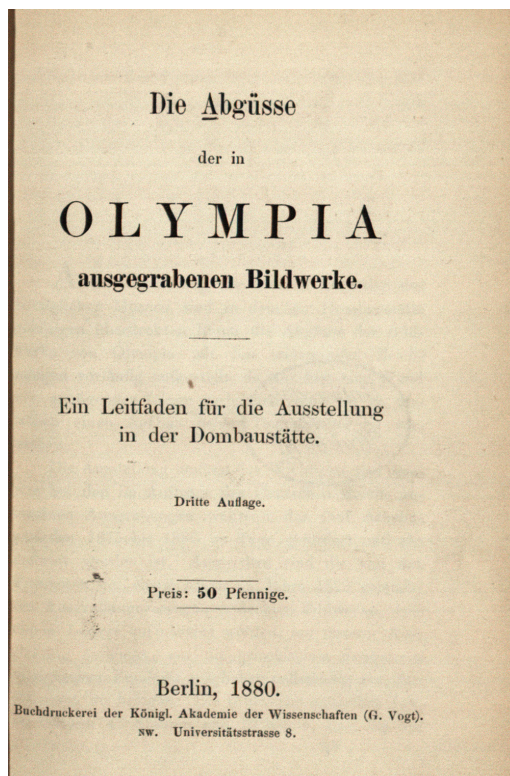 Die Abgüsse
der in
OLYMPIA
ausgegrabenen Bildwerke.
Ein Leitfaden für die Ausstellung
in der Dombaustätte.
Dritte Auflage.
Preis: 50 Pfennige.
Berlin, 1880.
Buchdruckerei der Königl. Akademie der Wissenschaften (G. Vogt).
NW. Universitätsstrasse 8.